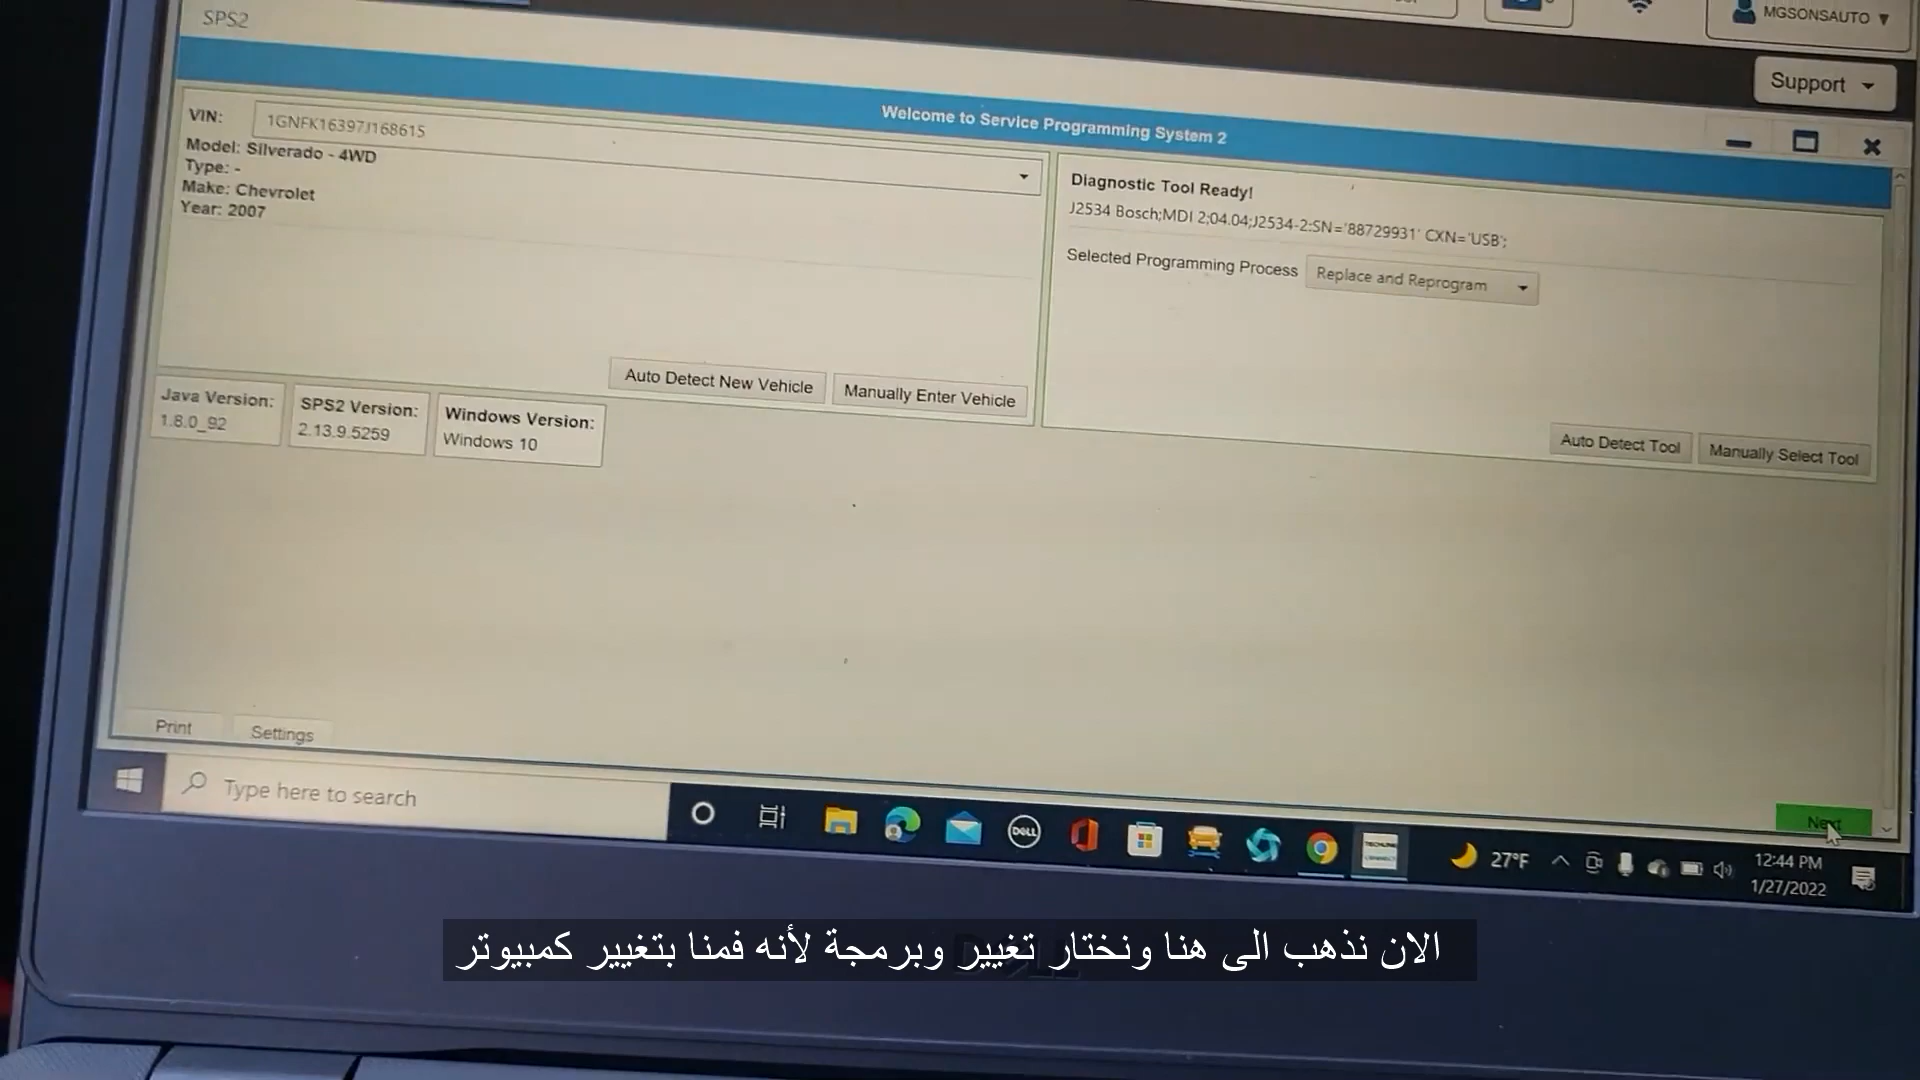 SPS2
MGSONSAUTO
Support
Welcome to Service Programming System 2
VIN:
1GNFK16397J168615
Model: Silverado - 4WD
Type: -
Make: Chevrolet
Year: 2007
Auto Detect New Vehicle
Manually Enter Vehicle
Diagnostic Tool Ready!
J2534 Bosch;MDI 2;04.04;J2534-2:SN='88729931' CXN='USB';
Selected Programming Process
Replace and Reprogram
Auto Detect Tool
Manually Select Tool
Java Version:
1.8.0_92
SPS2 Version:
2.13.9.5259
Windows Version:
Windows 10
Print
Settings
Next
Type here to search
DELL
27°F
12:44 PM
1/27/2022
الان نذهب الى هنا ونختار تغيير وبرمجة لأنه فمنا بتغيير كمبيوتر